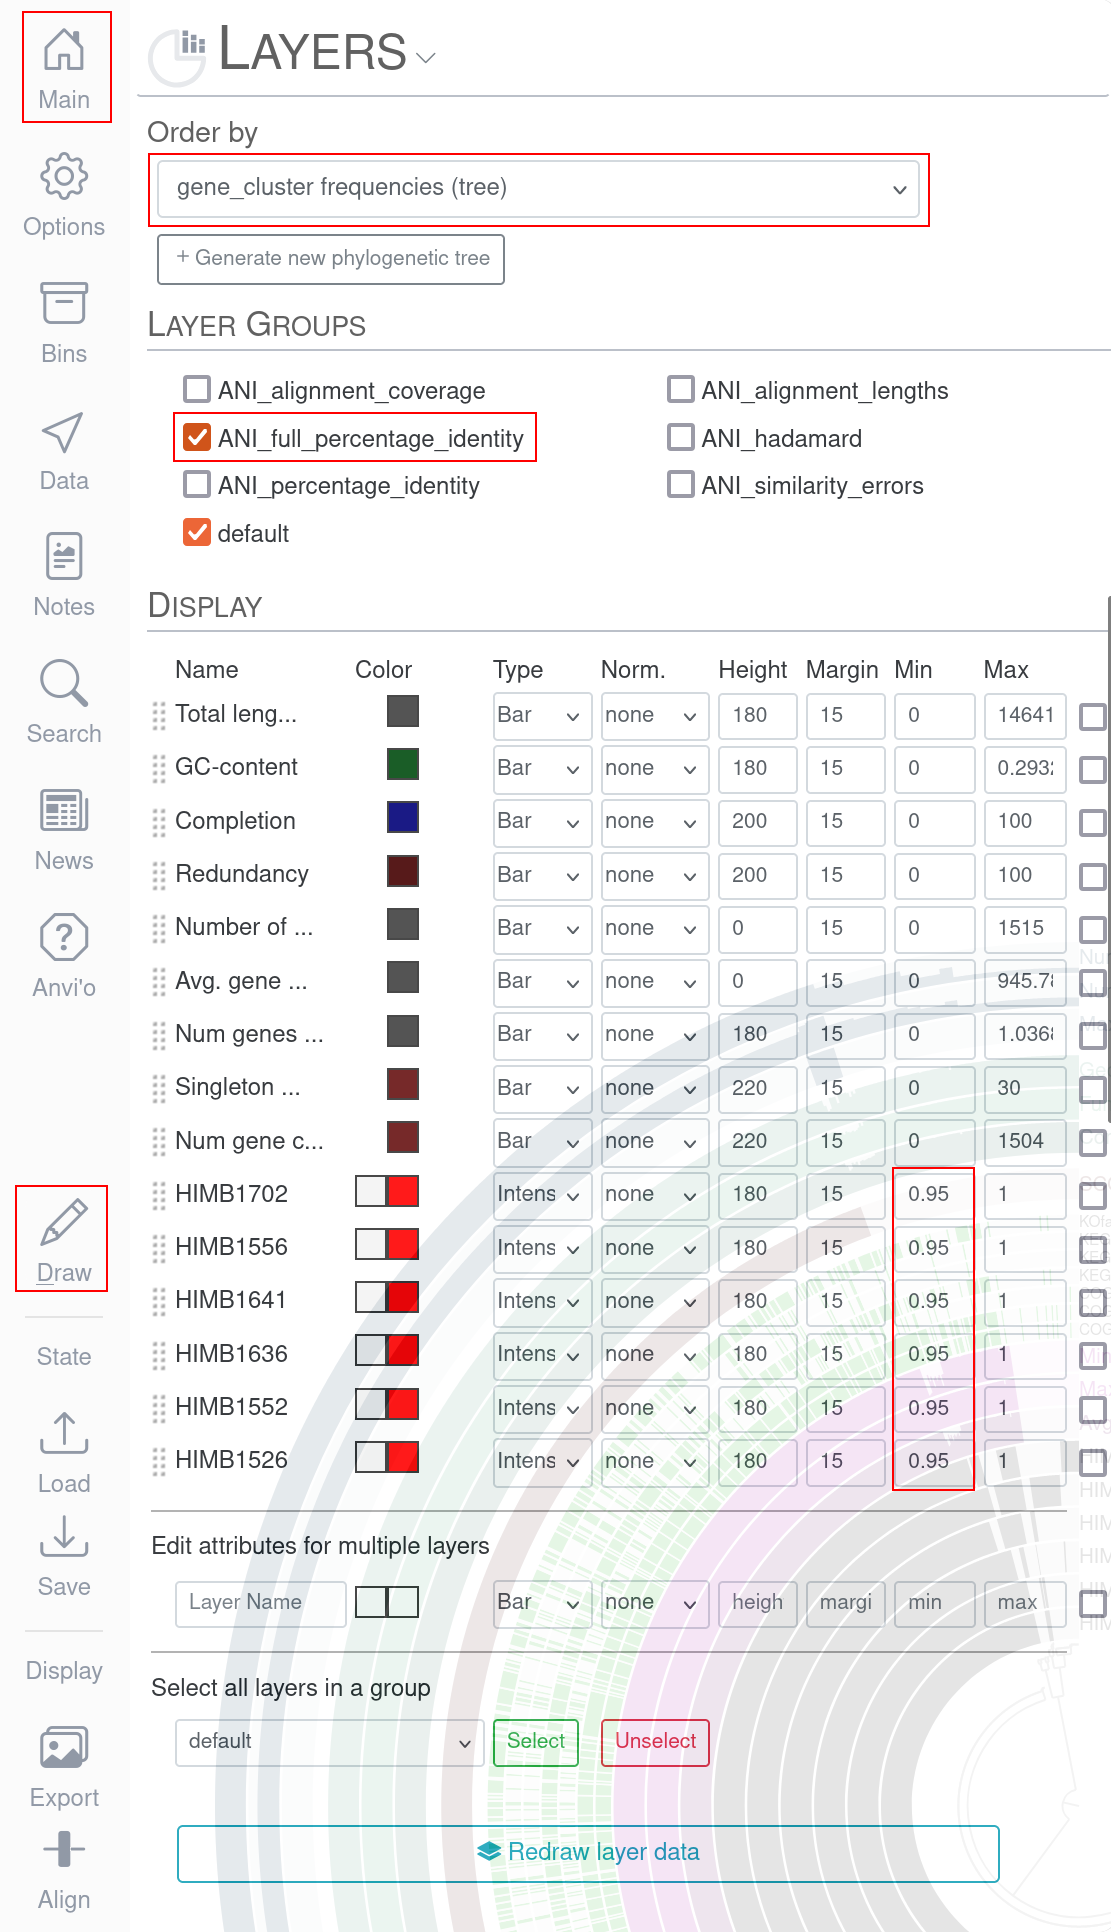 Main
Options
Bins
Data
Notes
Search
News
Anvi'o
Draw
State
Load
Save
Display
Export
Align
LAYERS
Order by
gene_cluster frequencies (tree)
+ Generate new phylogenetic tree
LAYER GROUPS
ANI_alignment_coverage ANI_alignment_lengths
ANI_full_percentage_identity ANI_hadamard
ANI_percentage_identity ANI_similarity_errors
default
DISPLAY
Name Color Type Norm. Height Margin Min Max
Total leng... Bar none 180 15 0 14641
GC-content Bar none 180 15 0 0.293
Completion Bar none 200 15 0 100
Redundancy Bar none 200 15 0 100
Number of ... Bar none 0 15 0 1515
Avg. gene ... Bar none 0 15 0 945.7
Num genes ... Bar none 180 15 0 1.036
Singleton ... Bar none 220 15 0 30
Num gene c... Bar none 220 15 0 1504
HIMB1702 Intens none 180 15 0.95 1
HIMB1556 Intens none 180 15 0.95 1
HIMB1641 Intens none 180 15 0.95 1
HIMB1636 Intens none 180 15 0.95 1
HIMB1552 Intens none 180 15 0.95 1
HIMB1526 Intens none 180 15 0.95 1
Edit attributes for multiple layers
Layer Name Bar none heigh margi min max
Select all layers in a group
default Select Unselect
Redraw layer data